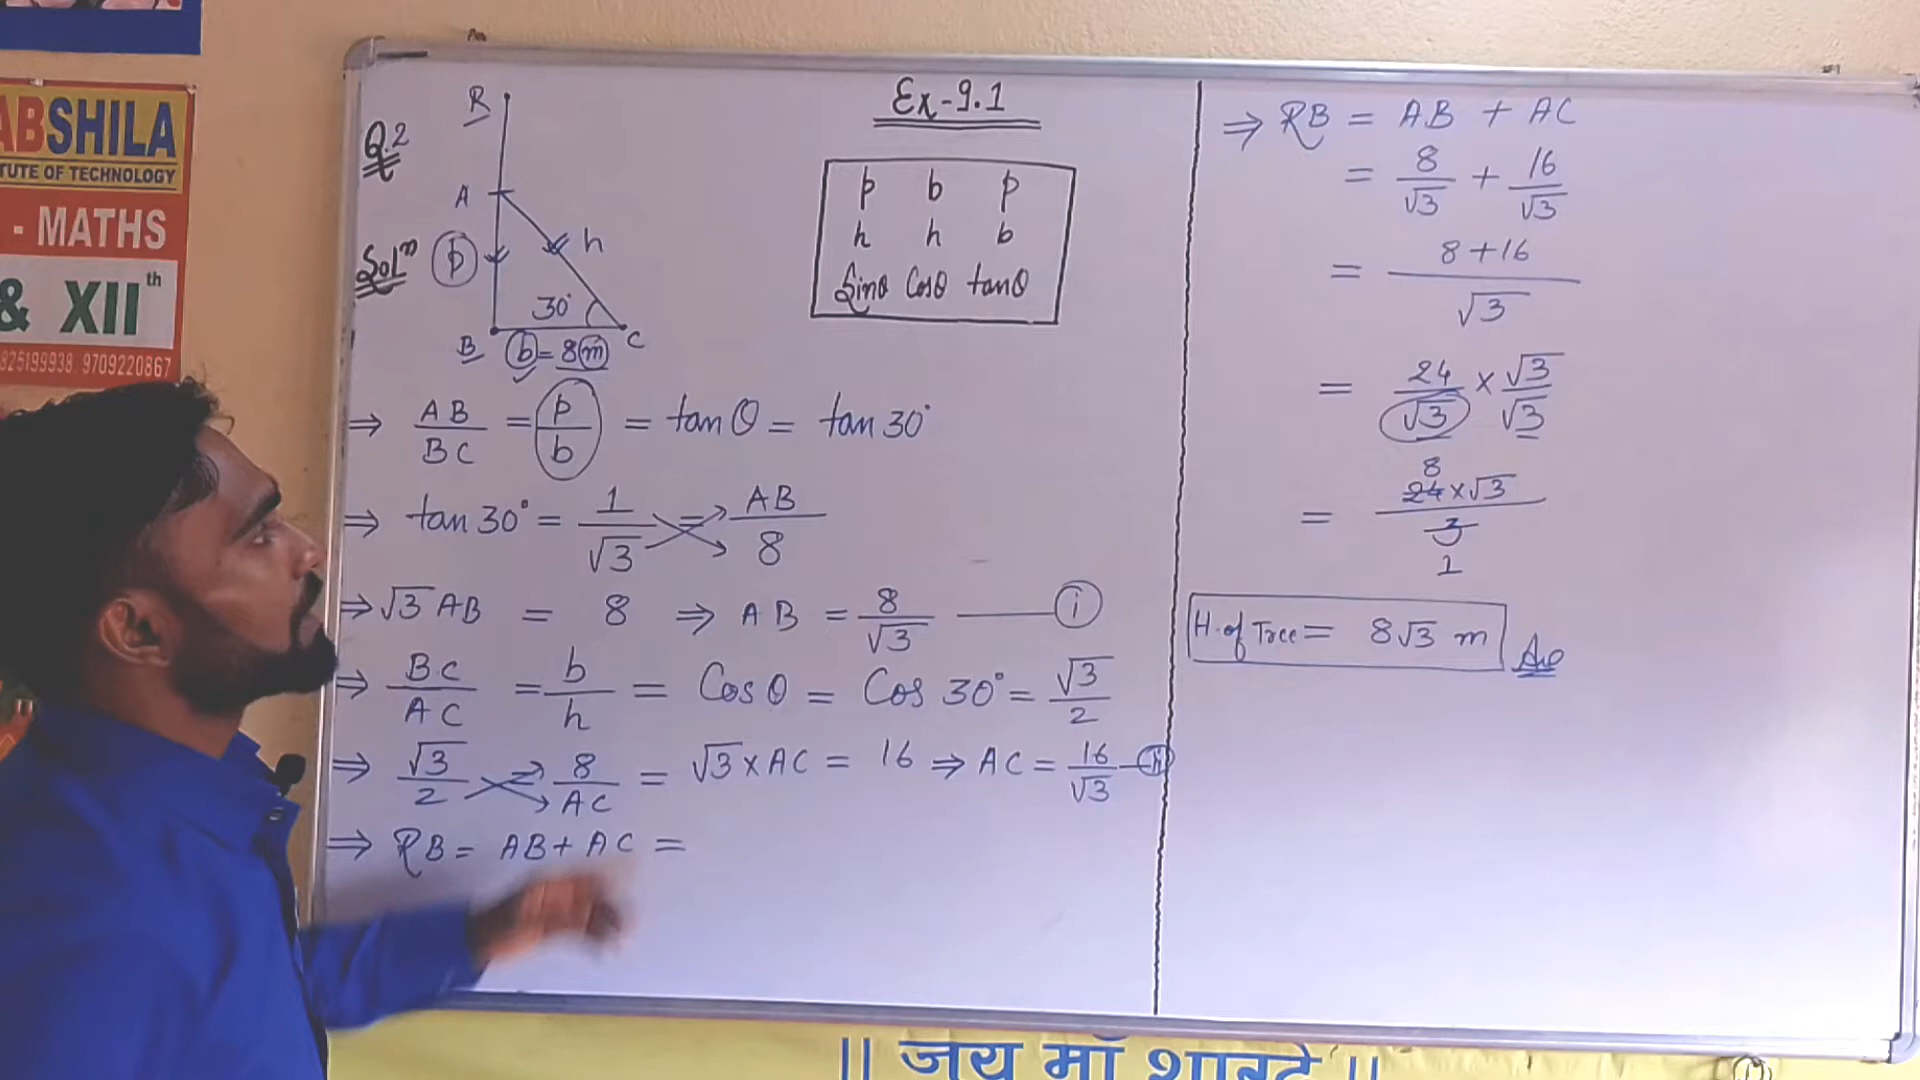 ABSHILA
TUTE OF TECHNOLOGY
- MATHS
& XIIth
825199938. 9709220867
Ex-9.1
Q.2
Solⁿ
R
A
p
h
30°
B
b = 8 m
C
p b p
h h b
Sinθ Cosθ tanθ
⇒ AB/BC = p/b = tanθ = tan 30°
⇒ tan 30° = 1/√3 = AB/8
⇒ √3 AB = 8 ⇒ AB = 8/√3 — i
⇒ BC/AC = b/h = Cosθ = Cos 30° = √3/2
⇒ √3/2 = 8/AC = √3 × AC = 16 ⇒ AC = 16/√3 — ii
⇒ RB = AB + AC =
⇒ RB = AB + AC
= 8/√3 + 16/√3
= 8+16/√3
= 24/√3 × √3/√3
8
= 24×√3/3
1
H. of Tree = 8√3 m Ans
|| जय माँ शारदे ||